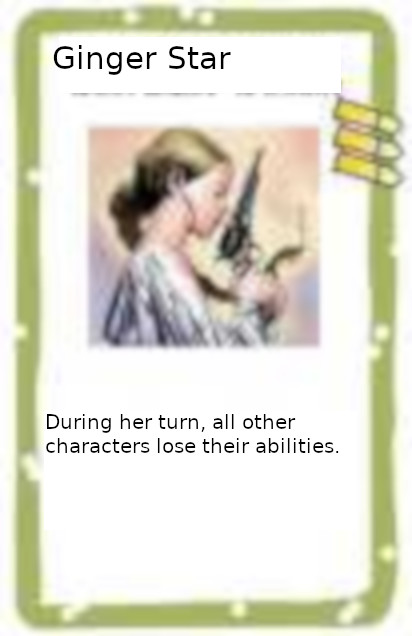 Ginger Star
During her turn, all other
characters lose their abilities.